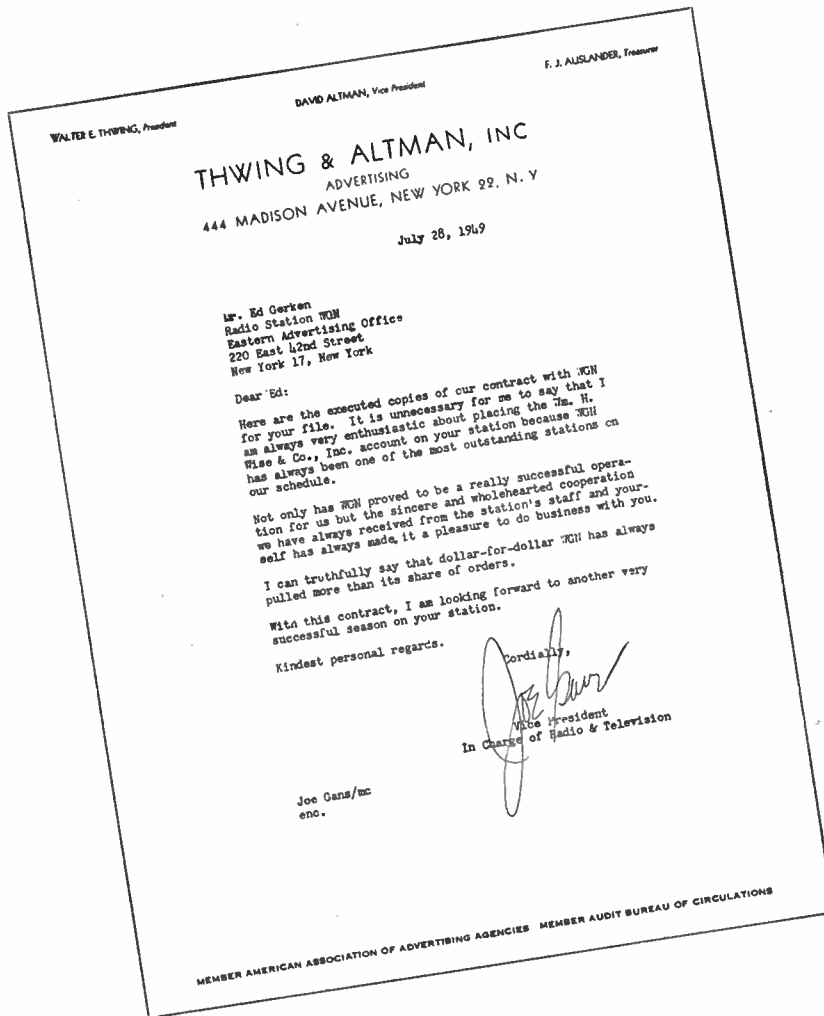 WALTER E. THWING, President
DAVID ALTMAN, Vice President
F. J. AUSLANDER, Treasurer
THWING & ALTMAN, INC
ADVERTISING
444 MADISON AVENUE, NEW YORK 22, N. Y
July 28, 1949
Mr. Ed Gerken
Radio Station WGN
Eastern Advertising Office
220 East 42nd Street
New York 17, New York
Dear Ed:
Here are the executed copies of our contract with WGN
for your file. It is unnecessary for me to say that I
am always very enthusiastic about placing the Wm. H.
Wise & Co., Inc. account on your station because WGN
has always been one of the most outstanding stations on
our schedule.
Not only has WGN proved to be a really successful opera-
tion for us but the sincere and wholehearted cooperation
we have always received from the station's staff and your-
self has always made it a pleasure to do business with you.
I can truthfully say that dollar-for-dollar WGN has always
pulled more than its share of orders.
With this contract, I am looking forward to another very
successful season on your station.
Kindest personal regards.
Cordially,
Joe Gans
Vice President
In Charge of Radio & Television
Joe Gans/mc
enc.
MEMBER AMERICAN ASSOCIATION OF ADVERTISING AGENCIES MEMBER AUDIT BUREAU OF CIRCULATIONS